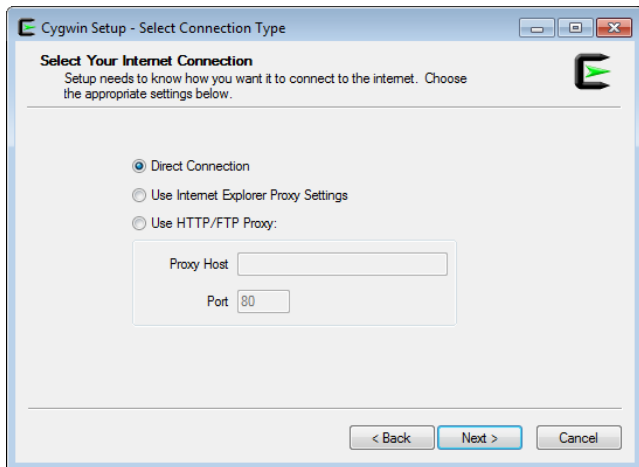 Cygwin Setup - Select Connection Type
Select Your Internet Connection
Setup needs to know how you want it to connect to the internet. Choose
the appropriate settings below.
Direct Connection
Use Internet Explorer Proxy Settings
Use HTTP/FTP Proxy:
Proxy Host
Port 80
< Back Next > Cancel